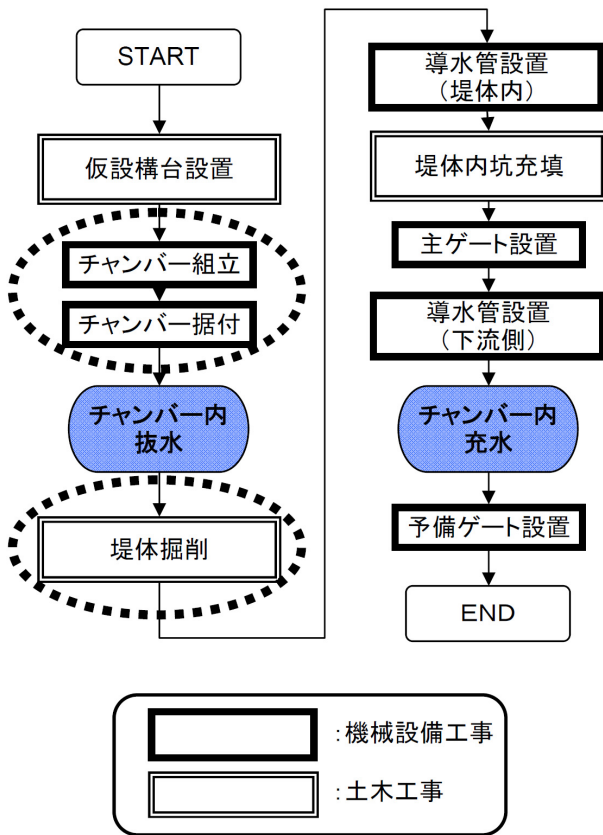 START
仮設構台設置
チャンバー組立
チャンバー据付
チャンバー内
抜水
堤体掘削
導水管設置
（堤体内）
堤体内坑充填
主ゲート設置
導水管設置
（下流側）
チャンバー内
充水
予備ゲート設置
END
：機械設備工事
：土木工事